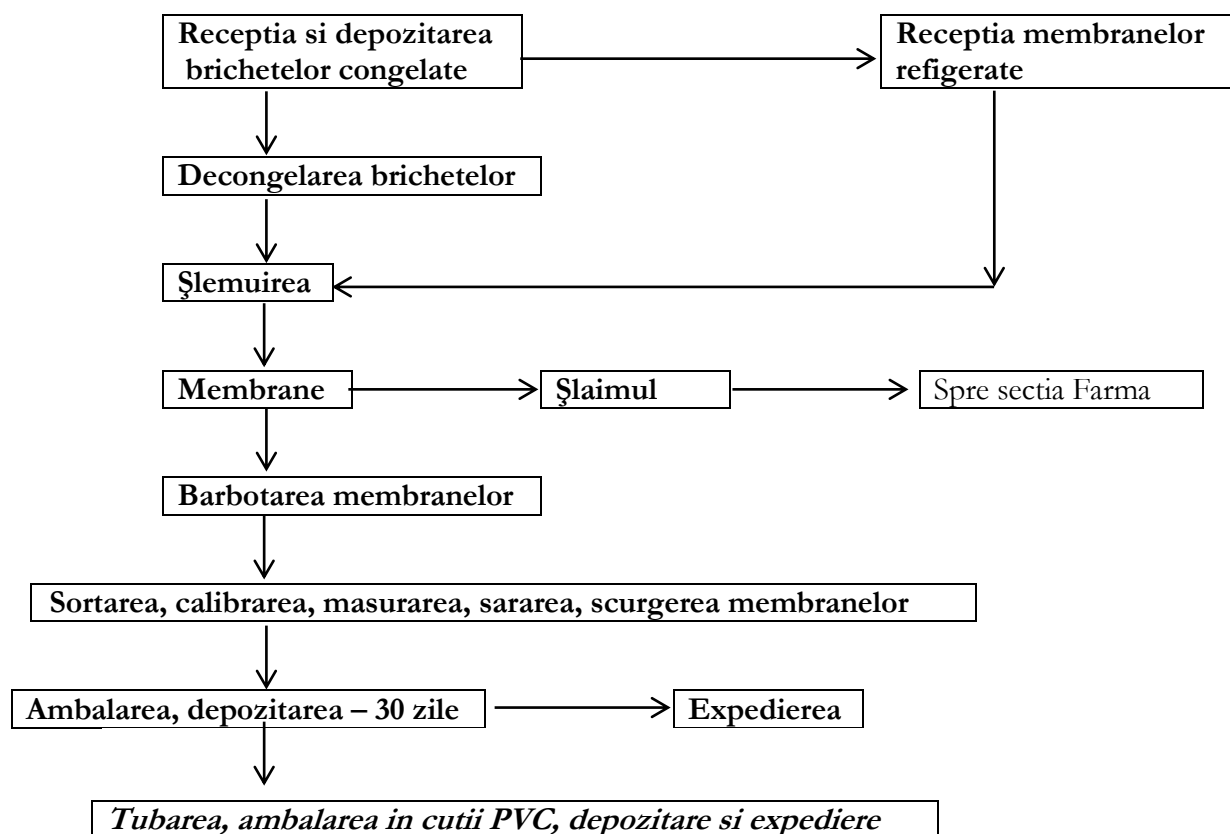 Receptia si depozitarea
brichetelor congelate
Receptia membranelor
refigerate
Decongelarea brichetelor
Şlemuirea
Membrane
Şlaimul
Spre sectia Farma
Barbotarea membranelor
Sortarea, calibrarea, masurarea, sararea, scurgerea membranelor
Ambalarea, depozitarea – 30 zile
Expedierea
Tubarea, ambalarea in cutii PVC, depozitare si expediere